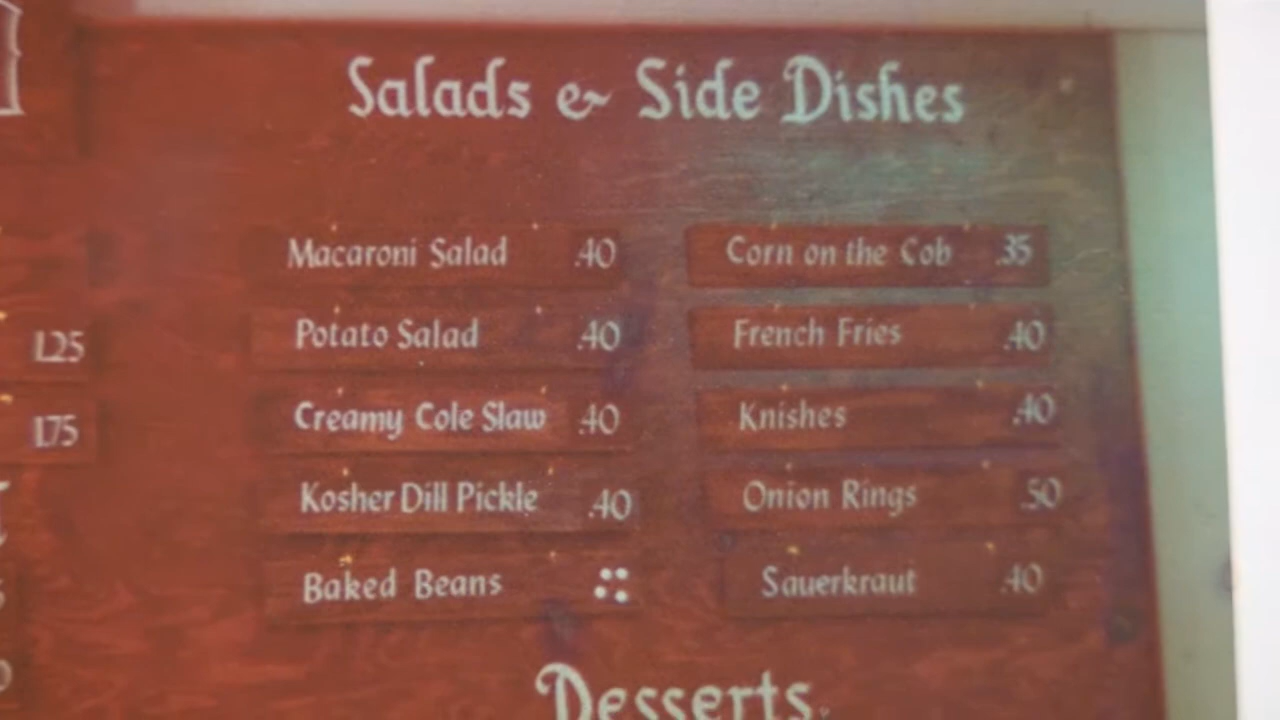 Salads & Side Dishes
Macaroni Salad .40
Potato Salad .40
Creamy Cole Slaw .40
Kosher Dill Pickle .40
Baked Beans
Corn on the Cob .35
French Fries .40
Knishes .40
Onion Rings .50
Sauerkraut .40
1.25
1.75
Desserts